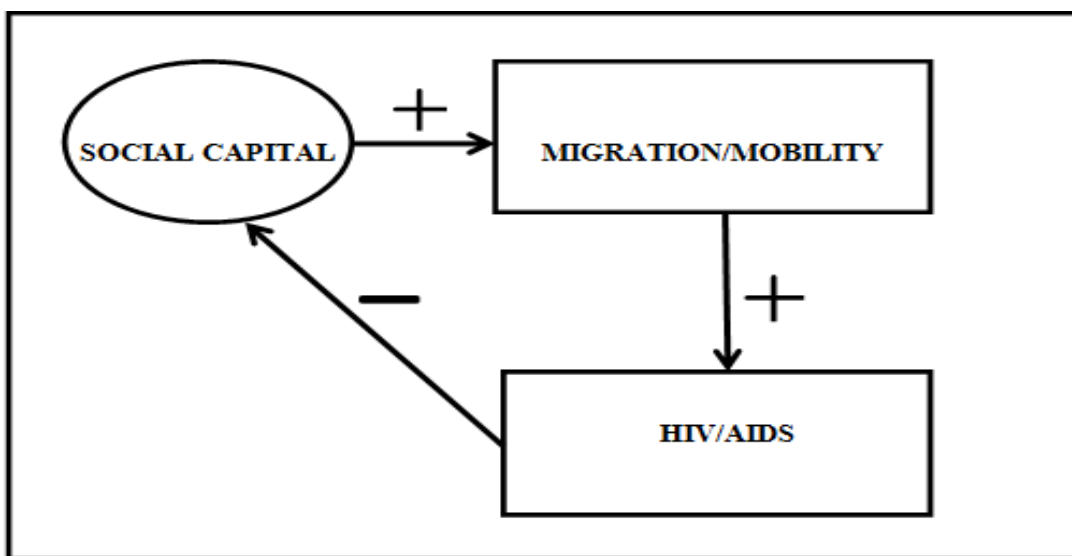 +
SOCIAL CAPITAL
MIGRATION/MOBILITY
+
−
HIV/AIDS